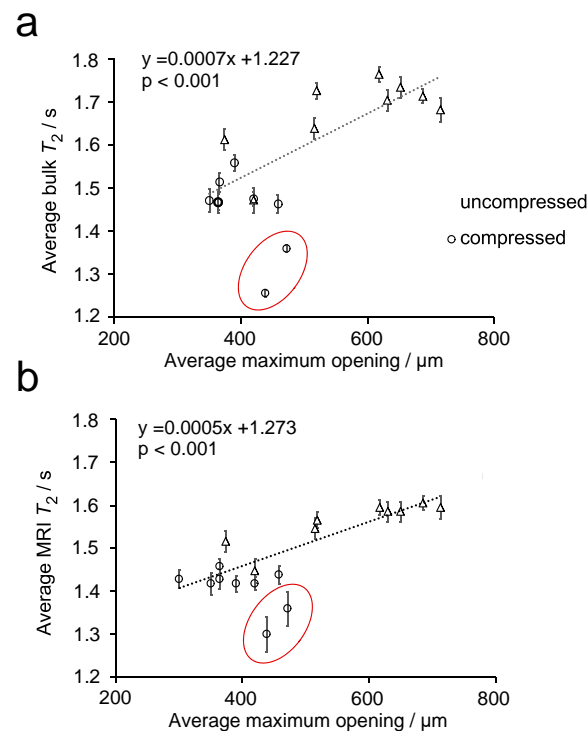 a
y =0.0007x +1.227
p < 0.001
1.8
1.7
1.6
1.5
1.4
1.3
1.2
Average bulk T2 / s
uncompressed
compressed
200
400
600
800
Average maximum opening / µm
b
y =0.0005x +1.273
p < 0.001
1.8
1.7
1.6
1.5
1.4
1.3
1.2
Average MRI T2 / s
200
400
600
800
Average maximum opening / µm